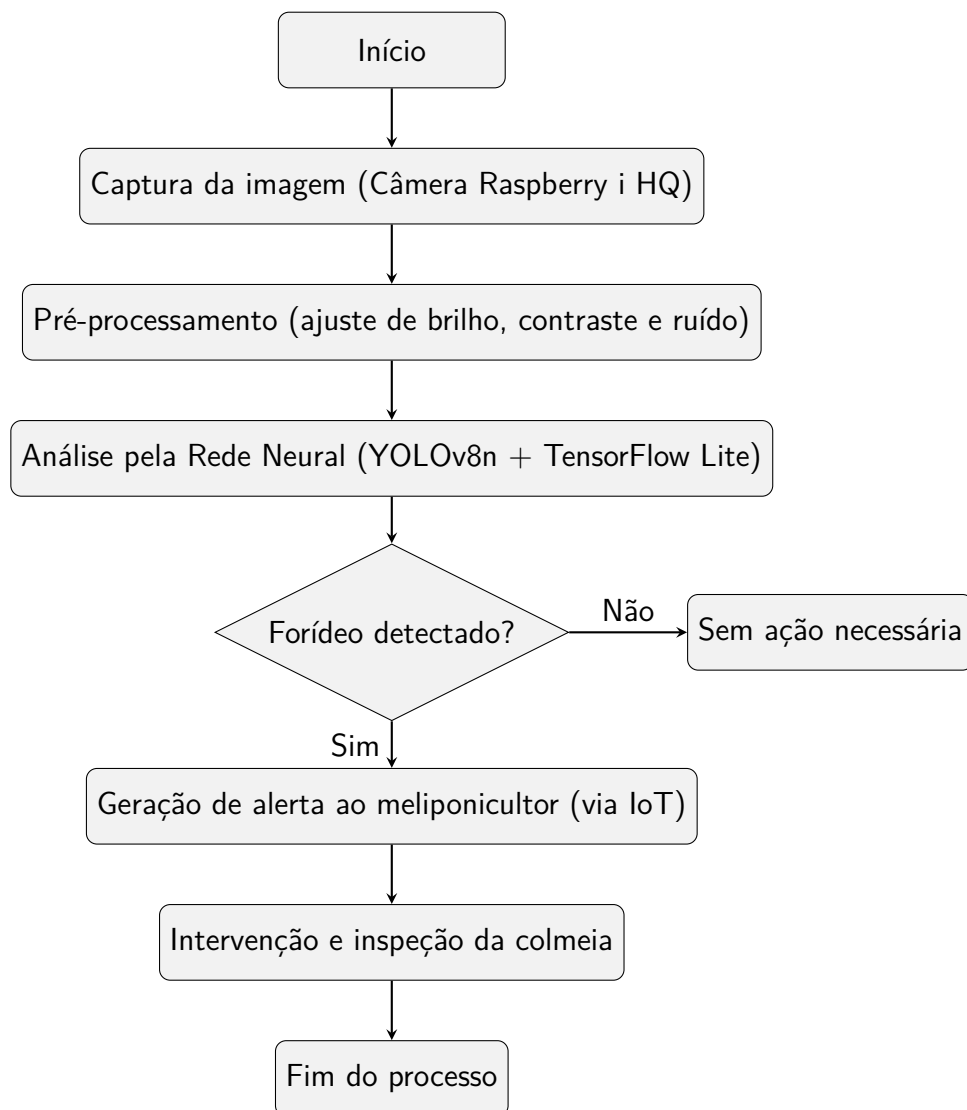 Início
Captura da imagem (Câmera Raspberry i HQ)
Pré-processamento (ajuste de brilho, contraste e ruído)
Análise pela Rede Neural (YOLOv8n + TensorFlow Lite)
Forídeo detectado?
Não
Sem ação necessária
Sim
Geração de alerta ao meliponicultor (via IoT)
Intervenção e inspeção da colmeia
Fim do processo